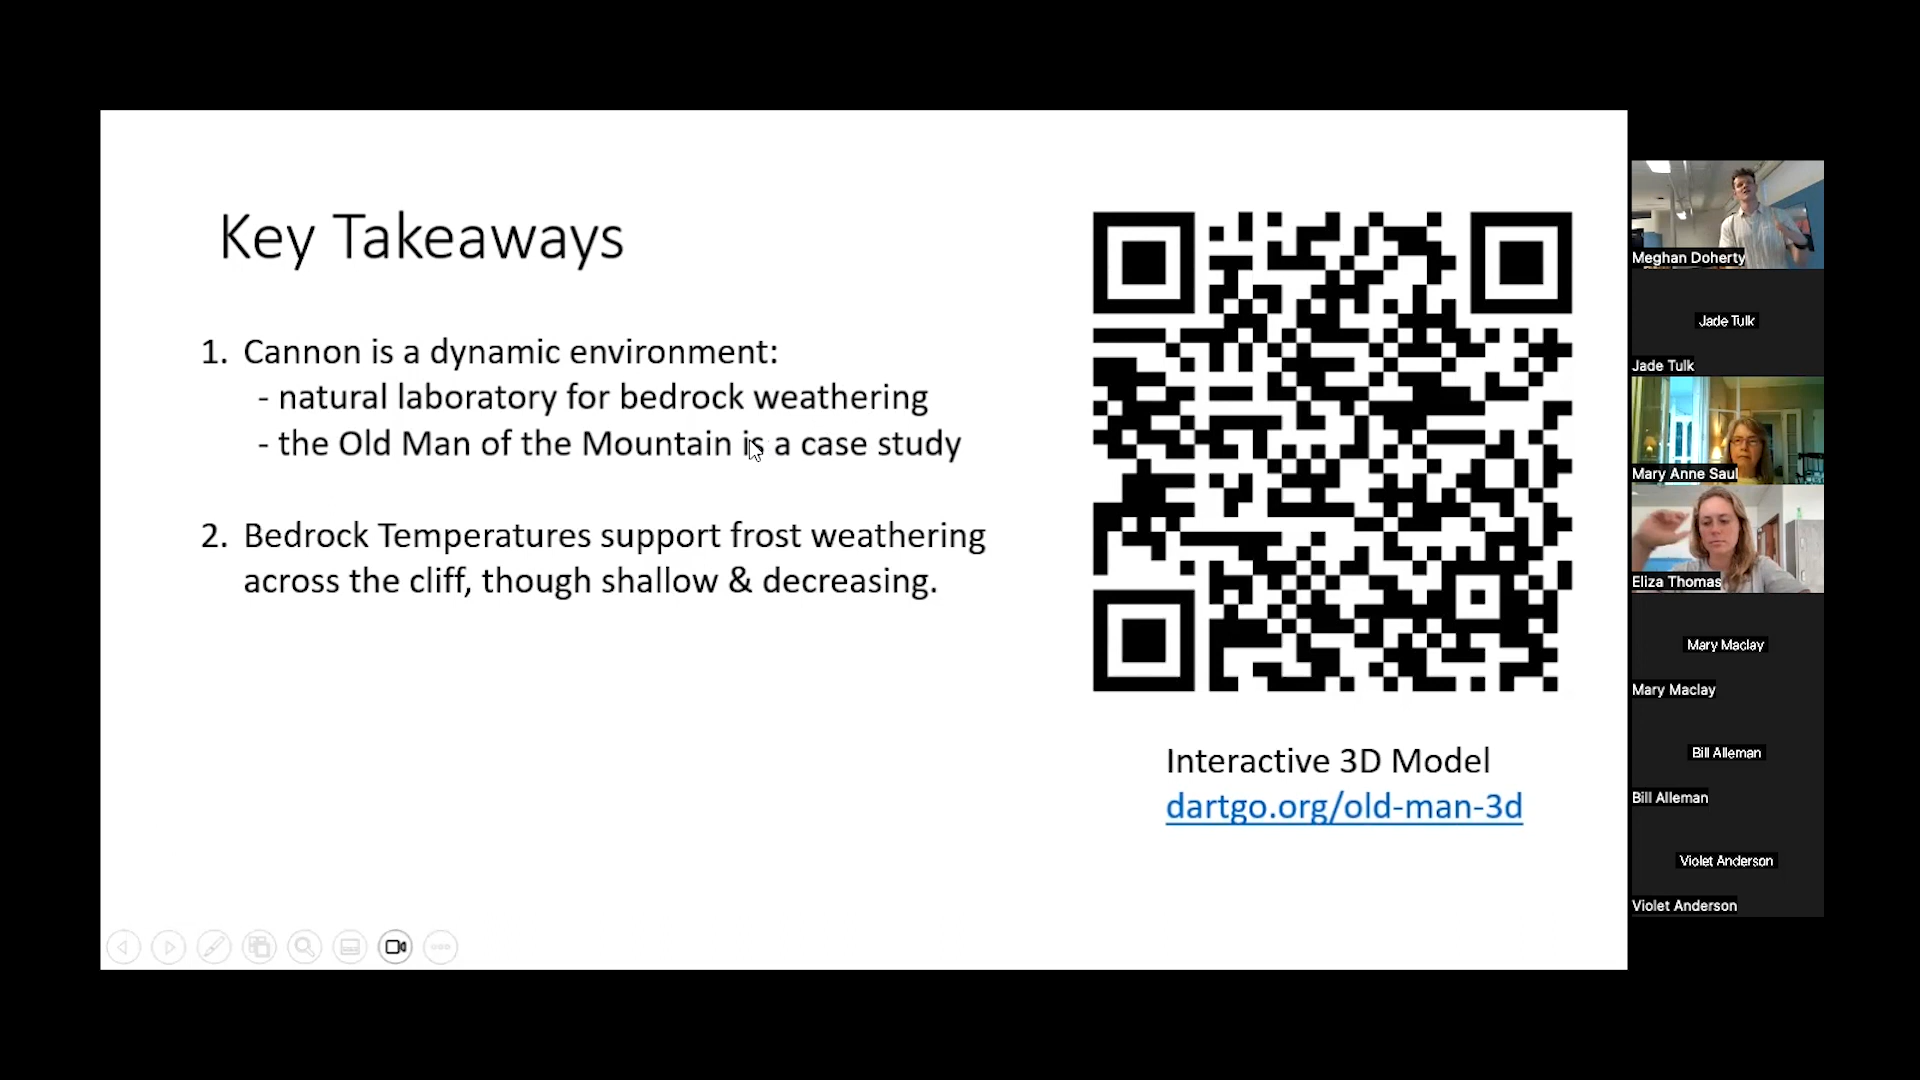 Key Takeaways
1. Cannon is a dynamic environment:
- natural laboratory for bedrock weathering
- the Old Man of the Mountain is a case study
2. Bedrock Temperatures support frost weathering
across the cliff, though shallow & decreasing.
Interactive 3D Model
dartgo.org/old-man-3d
Meghan Doherty
Jade Tulk
Jade Tulk
Mary Anne Saul
Eliza Thomas
Mary Maclay
Mary Maclay
Bill Alleman
Bill Alleman
Violet Anderson
Violet Anderson